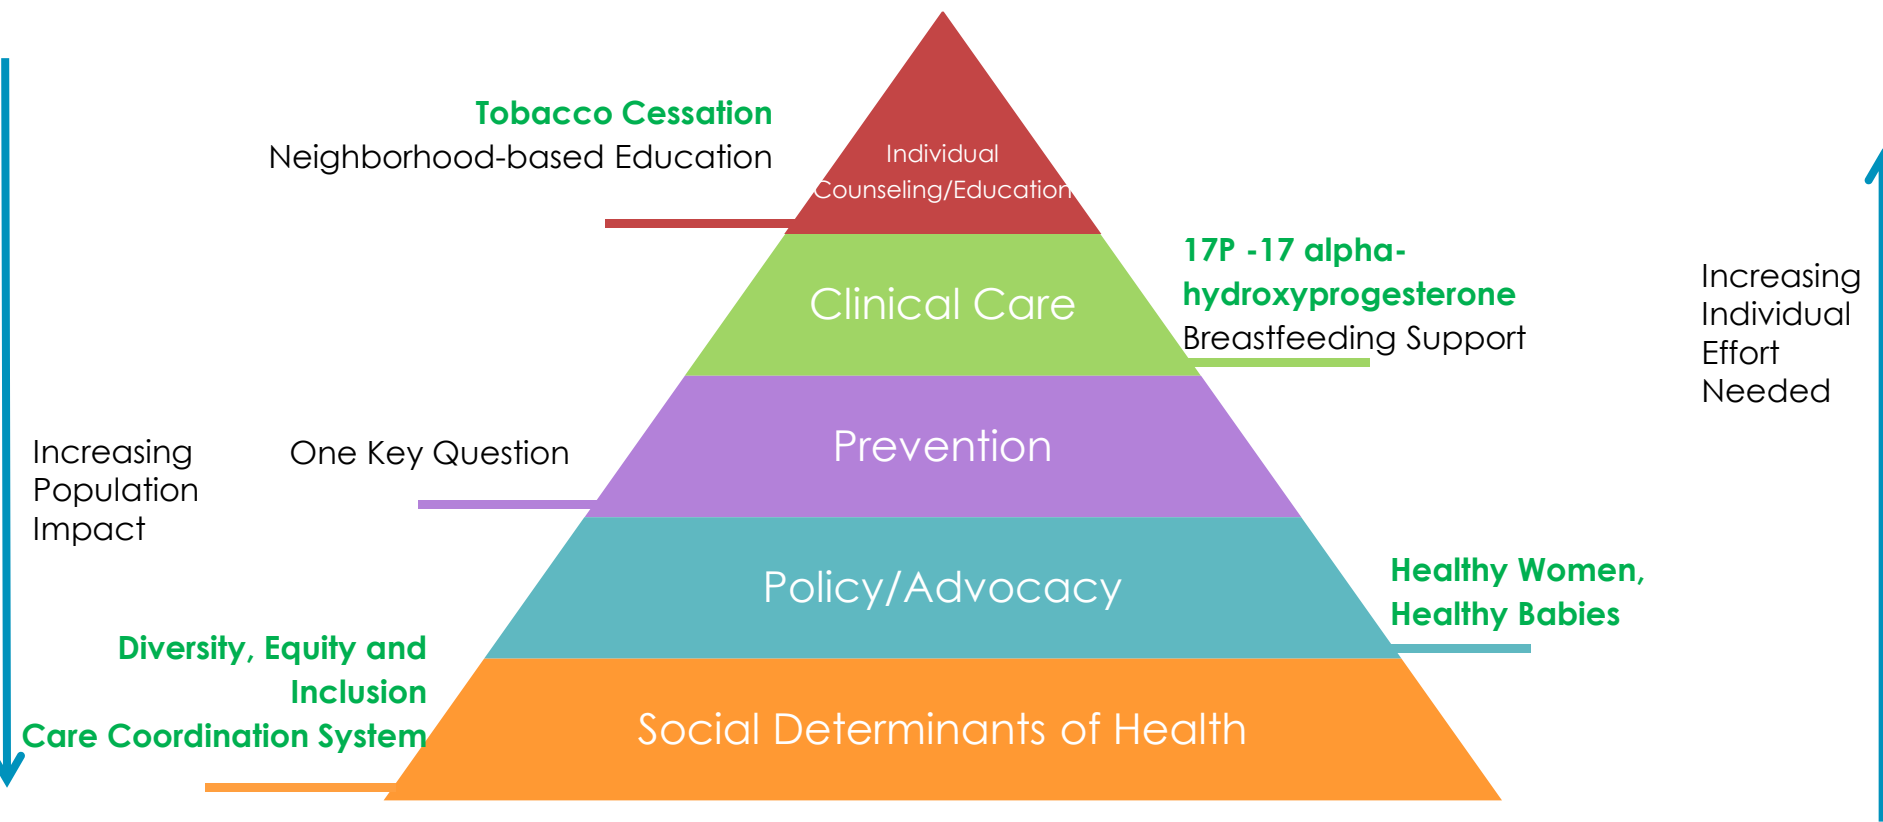 Tobacco Cessation
Neighborhood-based Education
Individual
Counseling/Education
17P -17 alpha-
hydroxyprogesterone
Breastfeeding Support
Clinical Care
Increasing
Individual
Effort
Needed
Increasing
Population
Impact
One Key Question
Prevention
Policy/Advocacy
Healthy Women,
Healthy Babies
Diversity, Equity and
Inclusion
Care Coordination System
Social Determinants of Health